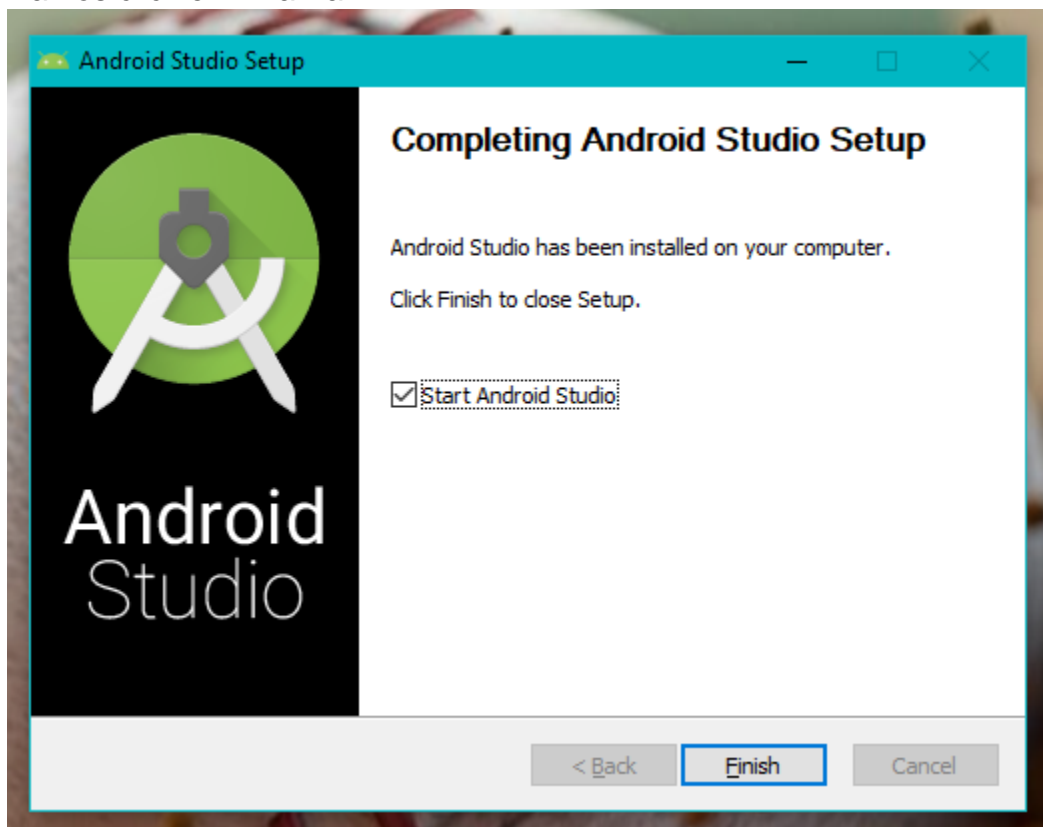 Android Studio Setup
Completing Android Studio Setup
Android Studio has been installed on your computer.
Click Finish to close Setup.
Start Android Studio
Android
Studio
< Back
Finish
Cancel